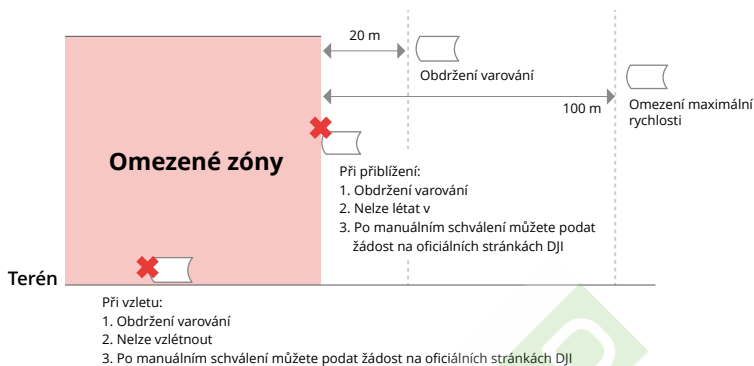 20 m
Obdržení varování
100 m
Omezení maximální
rychlosti
Omezené zóny
Při přiblížení:
1. Obdržení varování
2. Nelze létat v
3. Po manuálním schválení můžete podat
žádost na oficiálních stránkách DJI
Terén
Při vzletu:
1. Obdržení varování
2. Nelze vzlétnout
3. Po manuálním schválení můžete podat žádost na oficiálních stránkách DJI